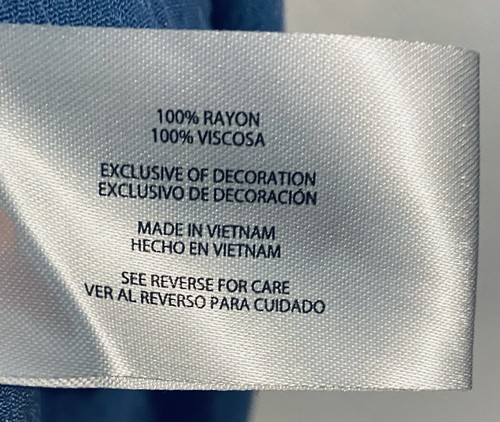 100% RAYON
100% VISCOSA
EXCLUSIVE OF DECORATION
EXCLUSIVO DE DECORACIÓN
MADE IN VIETNAM
HECHO EN VIETNAM
SEE REVERSE FOR CARE
VER AL REVERSO PARA CUIDADO